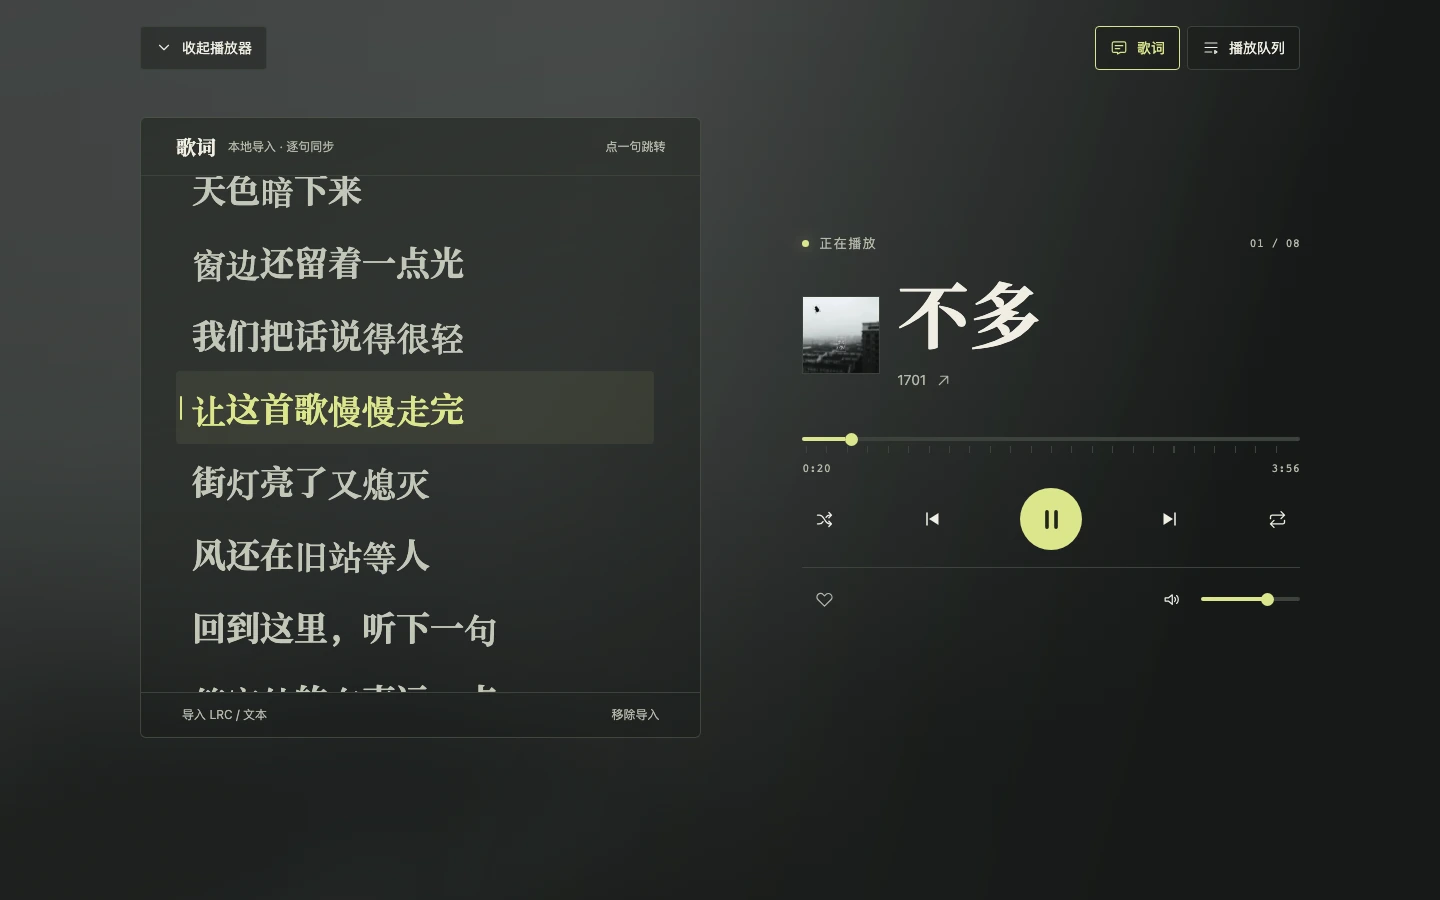 收起播放器
歌词
播放队列
歌词 本地导入 · 逐句同步 点一句跳转
天色暗下来
窗边还留着一点光
我们把话说得很轻
让这首歌慢慢走完
街灯亮了又熄灭
风还在旧站等人
回到这里，听下一句
导入 LRC / 文本 移除导入
正在播放 01 / 08
不多
1701
0:20 3:56